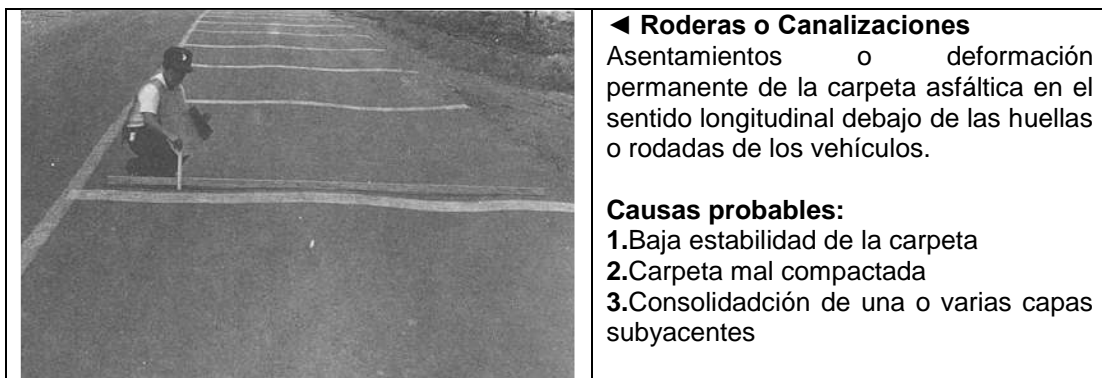 ◄ Roderas o Canalizaciones
Asentamientos o deformación
permanente de la carpeta asfáltica en el
sentido longitudinal debajo de las huellas
o rodadas de los vehículos.
Causas probables:
1.Baja estabilidad de la carpeta
2.Carpeta mal compactada
3.Consolidadción de una o varias capas
subyacentes